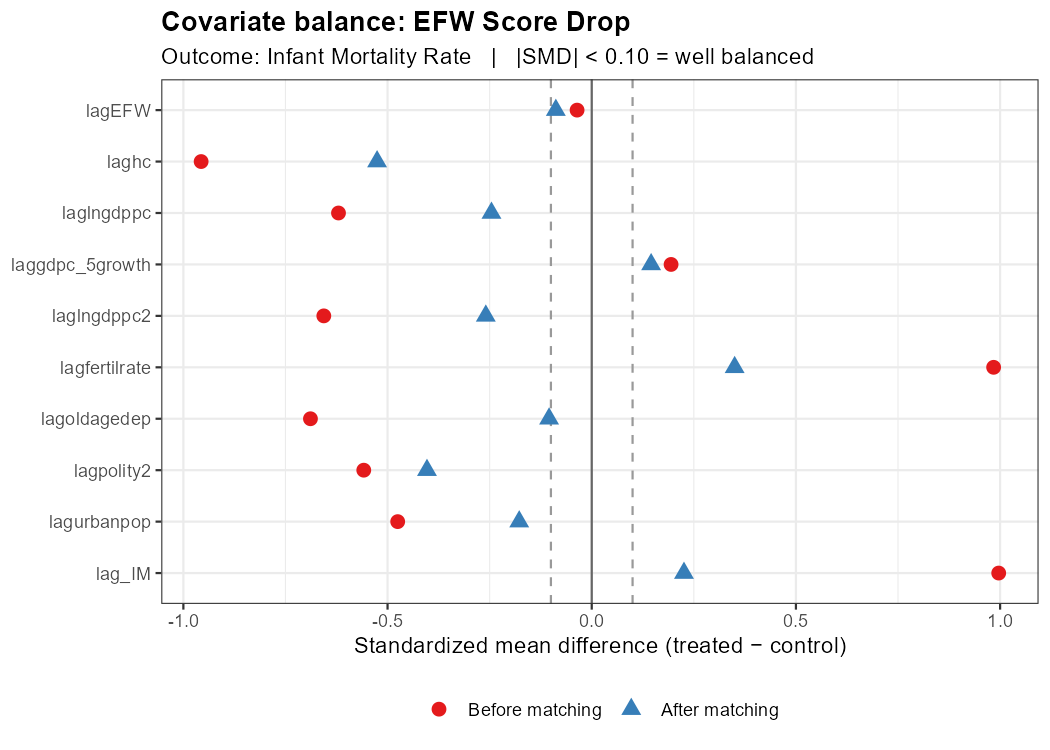 Covariate balance: EFW Score Drop
Outcome: Infant Mortality Rate | |SMD| < 0.10 = well balanced
lagEFW
laghc
laglngdppc
laggdpc_5growth
laglngdppc2
lagfertilrate
lagoldagedep
lagpolity2
lagurbanpop
lag_IM
-1.0 -0.5 0.0 0.5 1.0
Standardized mean difference (treated − control)
Before matching After matching